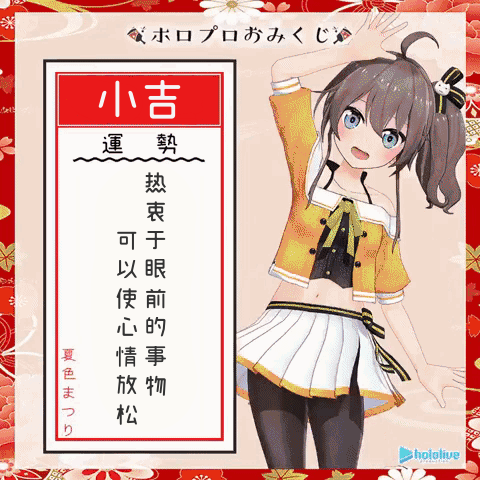 ホロプロおみくじ
小吉
運勢
热衷于眼前的事物
可以使心情放松
夏色まつり
hololive